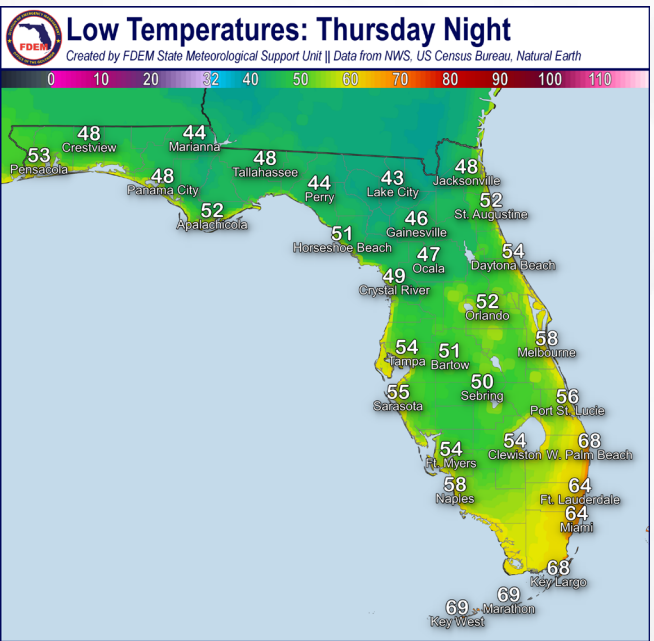 Low Temperatures: Thursday Night
FDEM
Created by FDEM State Meteorological Support Unit || Data from NWS, US Census Bureau, Natural Earth
0 10 20 32 40 50 60 70 80 90 100 110
53
Pensacola
48
Crestview
44
Marianna
48
Panama City
48
Tallahassee
52
Apalachicola
44
Perry
43
Lake City
48
Jacksonville
52
St. Augustine
46
Gainesville
51
Horseshoe Beach
47
Ocala
54
Daytona Beach
49
Crystal River
52
Orlando
58
Melbourne
54
Tampa
51
Bartow
50
Sebring
55
Sarasota
56
Port St. Lucie
54
Ft. Myers
54
Clewiston
68
W. Palm Beach
58
Naples
64
Ft. Lauderdale
64
Miami
68
Key Largo
69
Marathon
69
Key West